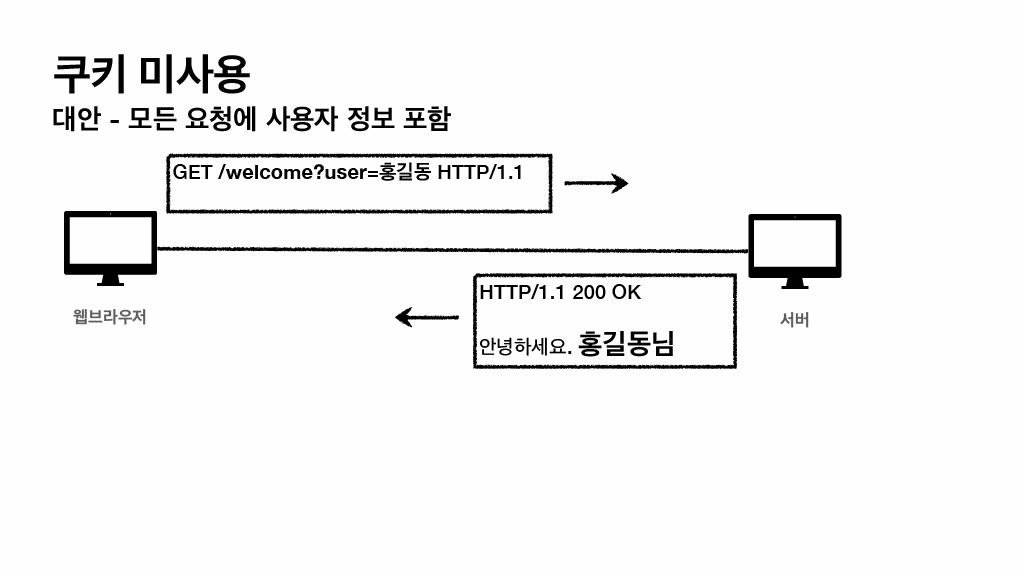 쿠키 미사용
대안 - 모든 요청에 사용자 정보 포함
GET /welcome?user=홍길동 HTTP/1.1
웹브라우저
서버
HTTP/1.1 200 OK
안녕하세요. 홍길동님